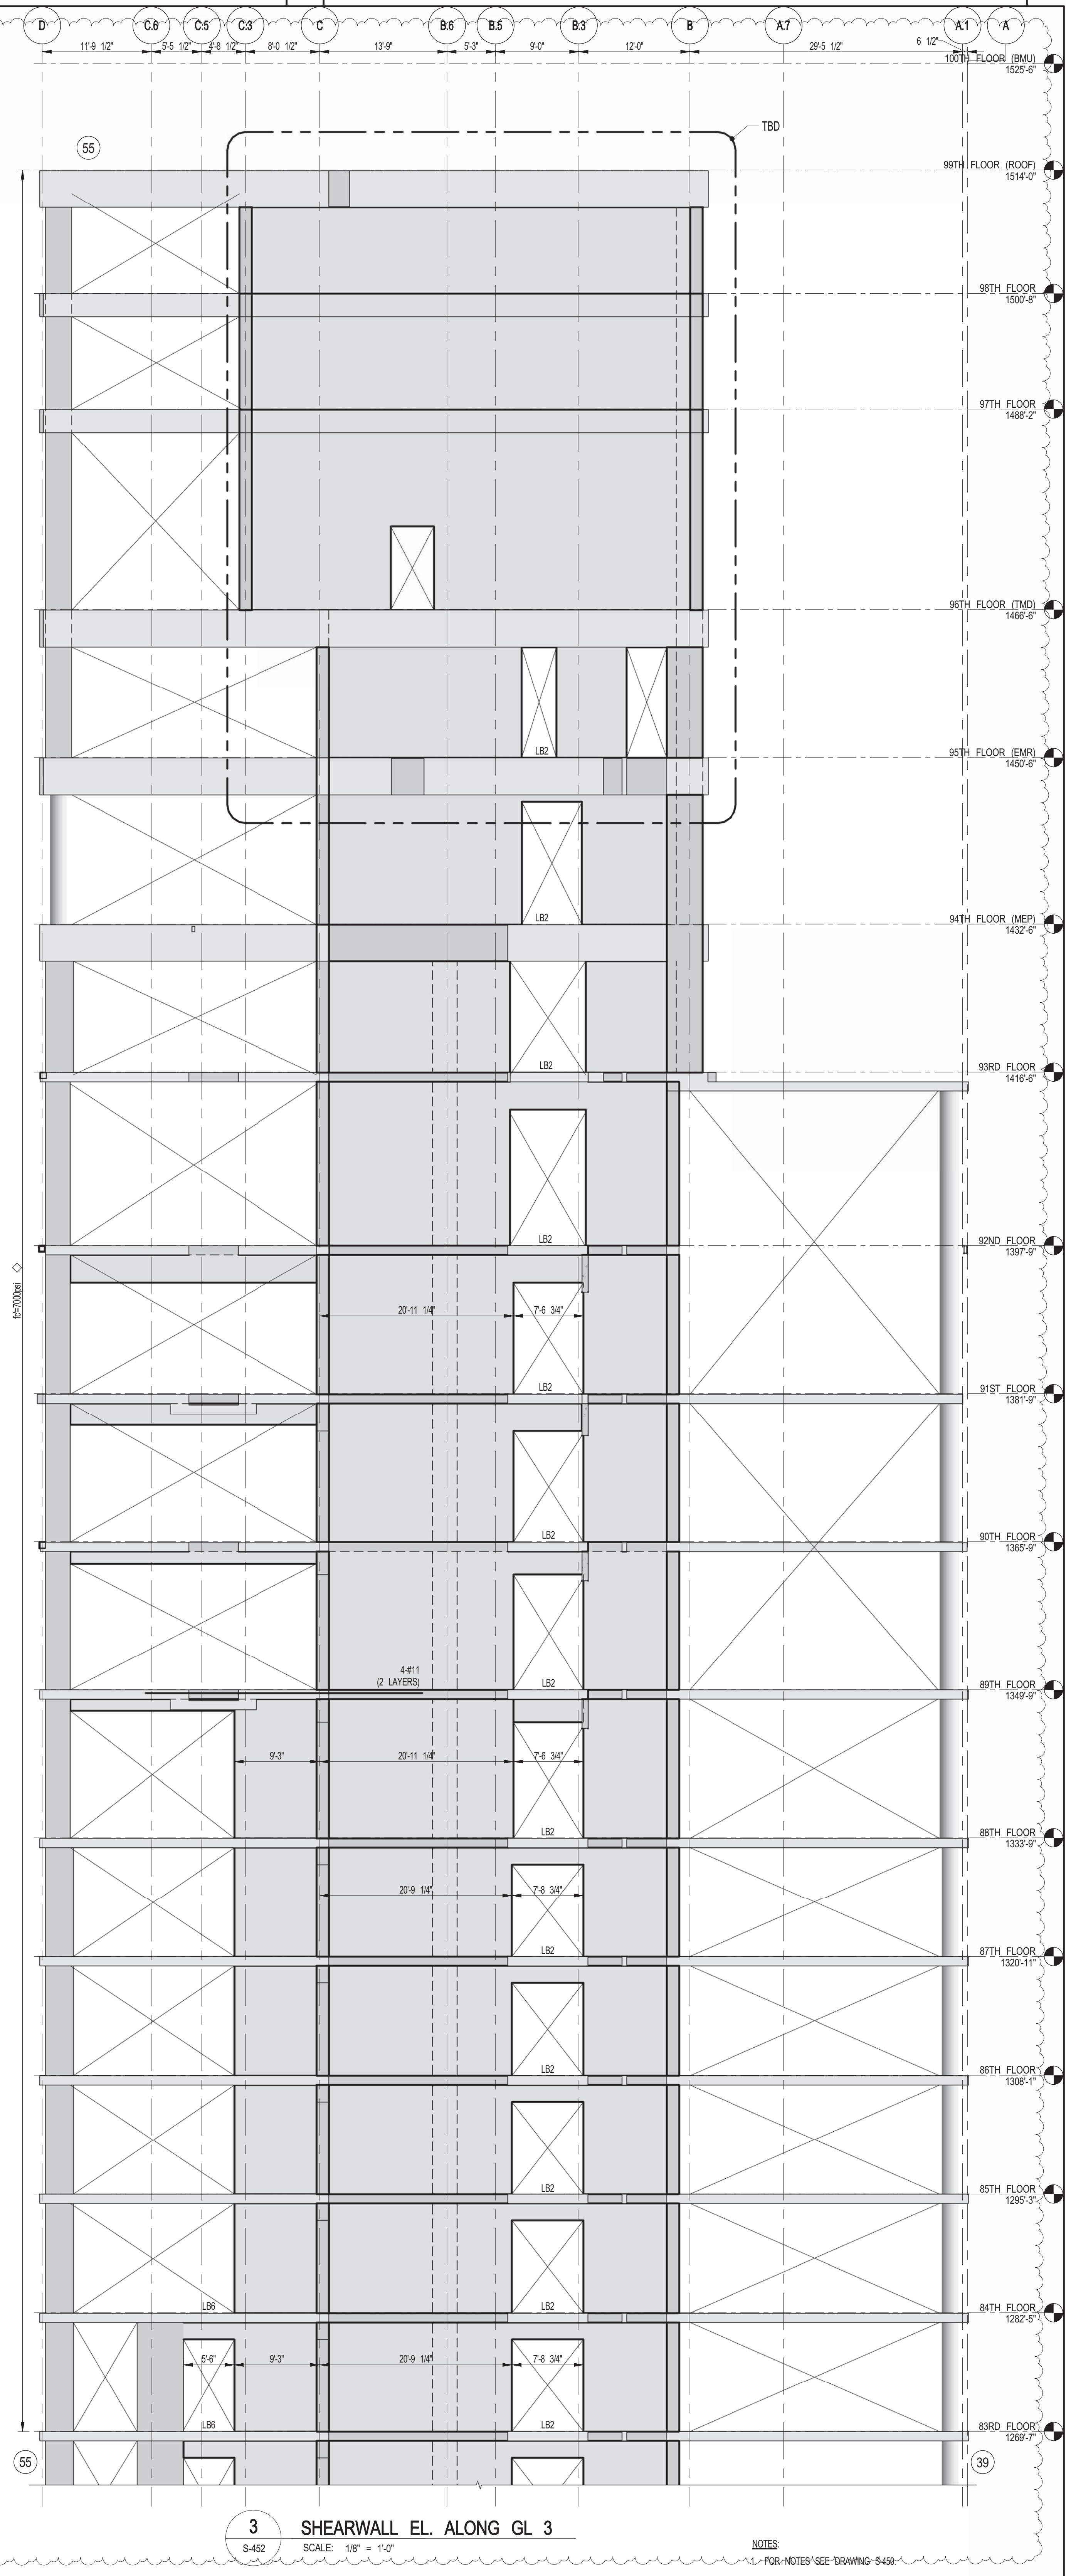 D C.6 C.5 C.3 C B.6 B.5 B.3 B A.7 A.1 A
11'-9 1/2" 5'-5 1/2" 4'-8 1/2" 8'-0 1/2" 13'-9" 5'-3" 9'-0" 12'-0" 29'-5 1/2" 6 1/2"
100TH FLOOR (BMU)
1525'-6"
TBD
55
99TH FLOOR (ROOF)
1514'-0"
98TH FLOOR
1500'-8"
97TH FLOOR
1488'-2"
96TH FLOOR (TMD)
1466'-6"
LB2
95TH FLOOR (EMR)
1450'-6"
LB2
94TH FLOOR (MEP)
1432'-6"
LB2
93RD FLOOR
1416'-6"
LB2
92ND FLOOR
1397'-9"
fc'=7000psi
20'-11 1/4" 7'-6 3/4"
LB2
91ST FLOOR
1381'-9"
LB2
90TH FLOOR
1365'-9"
4-#11
(2 LAYERS)
LB2
89TH FLOOR
1349'-9"
9'-3" 20'-11 1/4" 7'-6 3/4"
LB2
88TH FLOOR
1333'-9"
20'-9 1/4" 7'-8 3/4"
LB2
87TH FLOOR
1320'-11"
LB2
86TH FLOOR
1308'-1"
LB2
85TH FLOOR
1295'-3"
LB6 LB2
84TH FLOOR
1282'-5"
5'-6" 9'-3" 20'-9 1/4" 7'-8 3/4"
LB6 LB2
83RD FLOOR
1269'-7"
55 39
3 SHEARWALL EL. ALONG GL 3
S-452 SCALE: 1/8" = 1'-0"
NOTES:
1. FOR NOTES SEE DRAWING S-450.